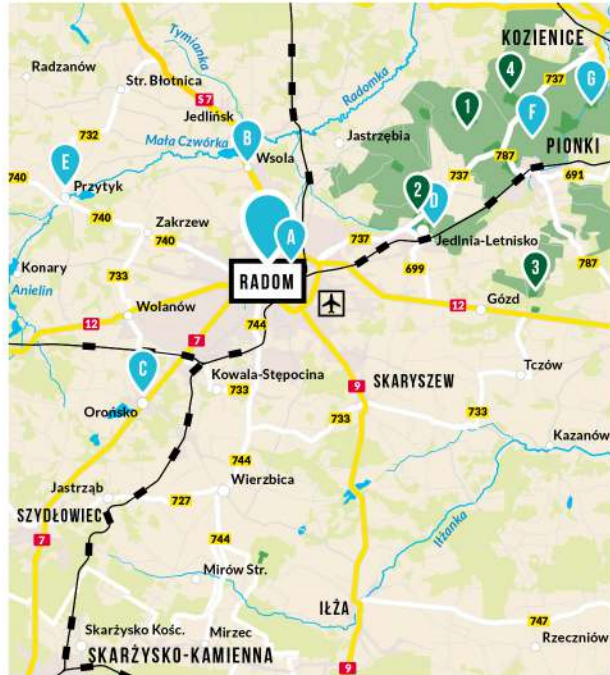 KOZIENICE
Radzanów
Tymianka
4
737
G
Str. Błotnica
S7
Radomka
Jedlińsk
1
F
732
Mała Czwórka
B
Jastrzębia
PIONKI
E
Wsola
787
740
737
691
Przytyk
2
D
740
Zakrzew
A
737
Jedlnia-Letnisko
740
787
Konary
733
RADOM
699
3
Anielin
Wolanów
12
Gózd
12
7
744
C
Kowala-Stępocina
SKARYSZEW
Tczów
9
733
Orońsko
733
733
Kazanów
744
Jastrząb
Wierzbica
727
SZYDŁOWIEC
Iłżanka
7
744
Mirów Str.
IŁŻA
747
Skarżysko Kośc.
Mirzec
Rzeczniów
SKARŻYSKO-KAMIENNA
9